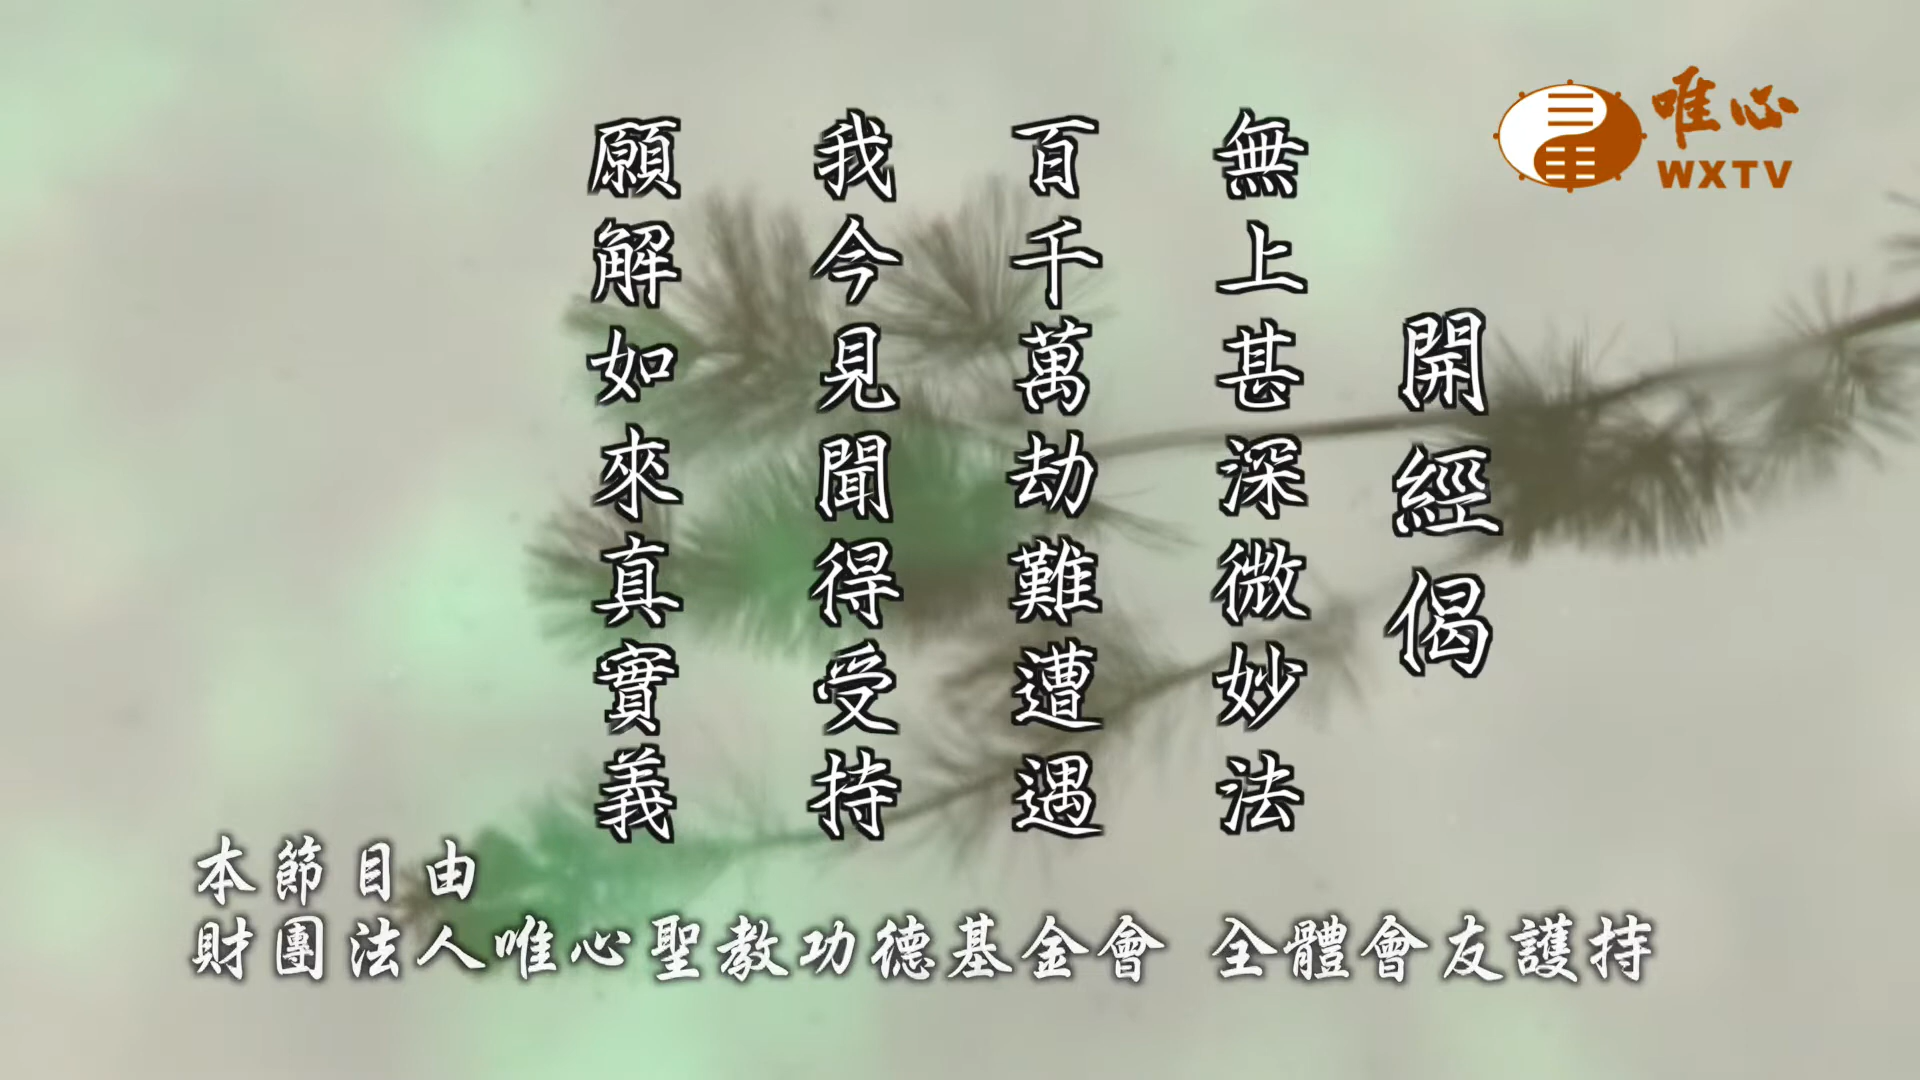 開經偈
無上甚深微妙法
百千萬劫難遭遇
我今見聞得受持
願解如來真實義
本節目由
財團法人唯心聖教功德基金會 全體會友護持
唯心
WXTV